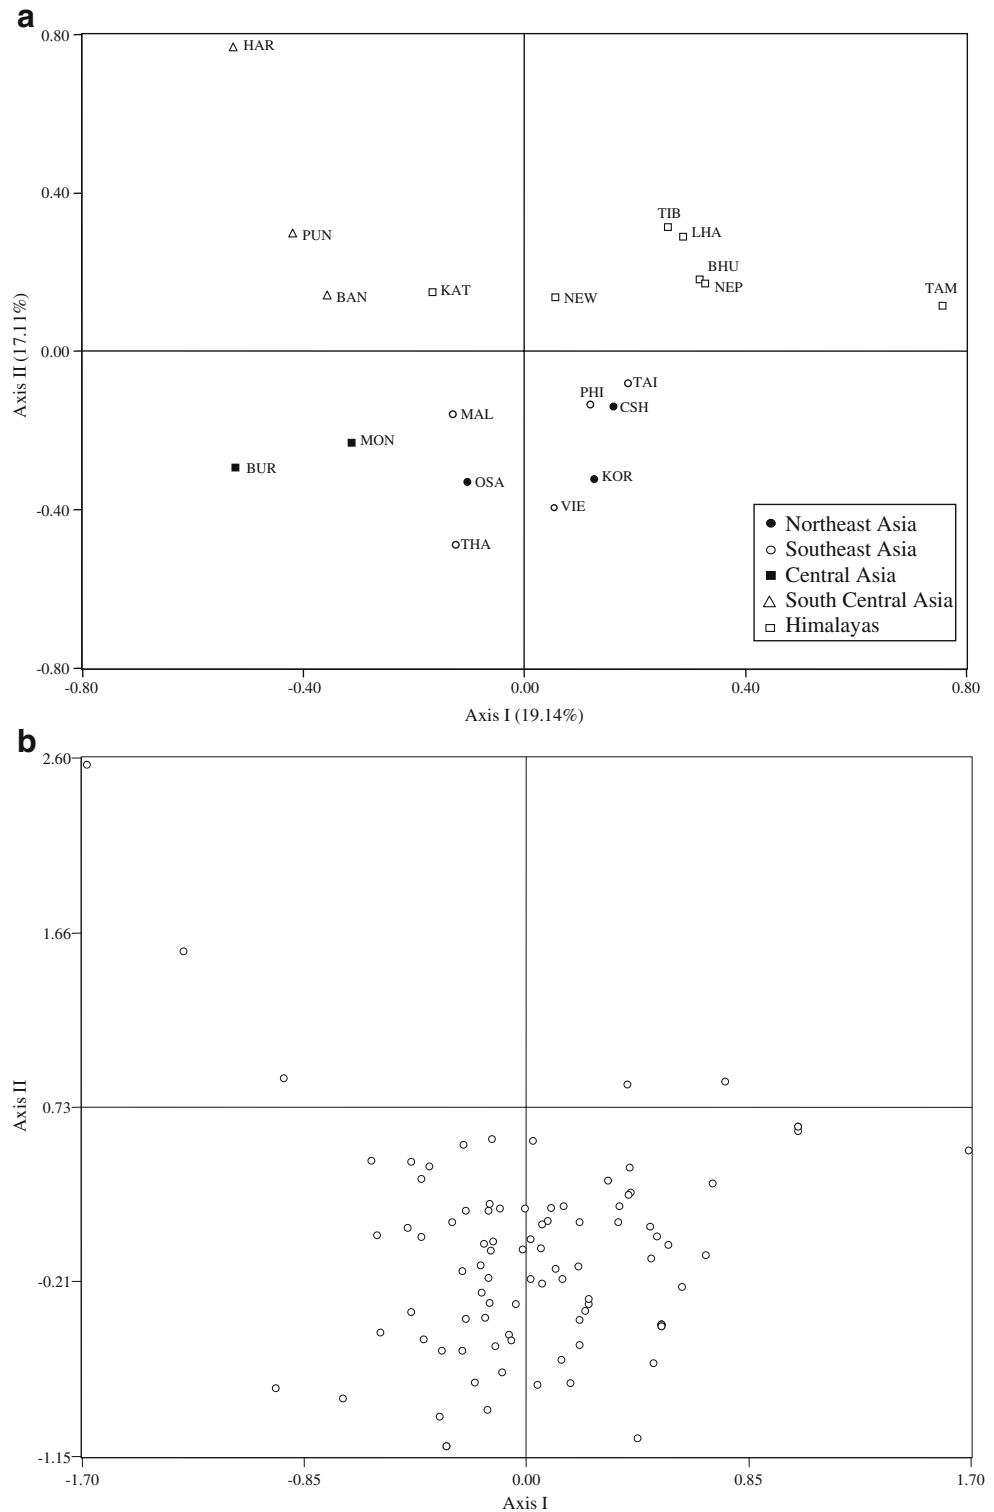 a
0.80
HAR
0.40
TIB
LHA
PUN
BHU
NEP
TAM
BAN
KAT
NEW
0.00
TAI
PHI
CSH
MAL
MON
BUR
OSA
KOR
VIE
-0.40
THA
Northeast Asia
Southeast Asia
Central Asia
South Central Asia
Himalayas
-0.80
-0.80
-0.40
0.00
0.40
0.80
Axis I (19.14%)
Axis II (17.11%)
b
2.60
1.66
0.73
-0.21
-1.15
Axis II
-1.70
-0.85
0.00
0.85
1.70
Axis I